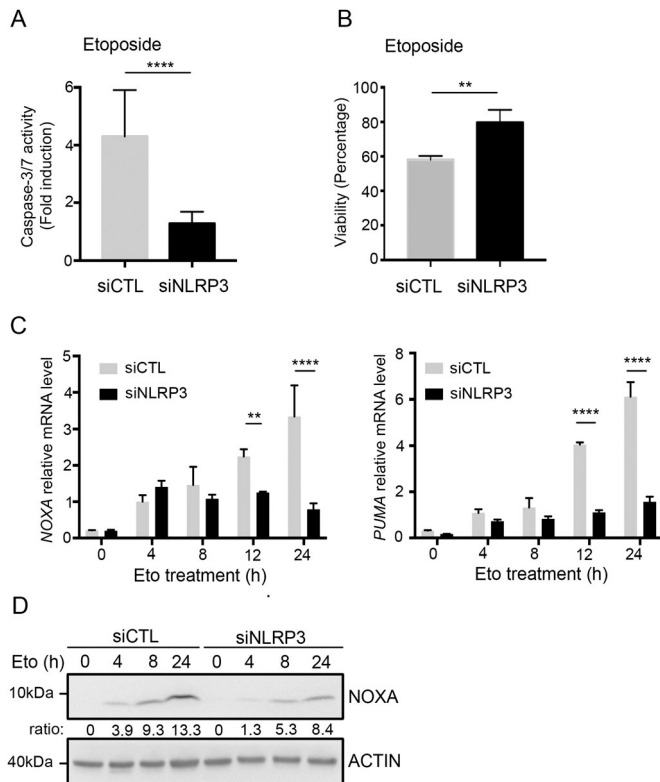 A
Etoposide
****
Caspase-3/7 activity
(Fold induction)
6
4
2
0
siCTL siNLRP3
B
Etoposide
**
Viability (Percentage)
100
80
60
40
20
0
siCTL siNLRP3
C
NOXA relative mRNA level
5
4
3
2
1
0
siCTL
siNLRP3
**
****
0 4 8 12 24
Eto treatment (h)
PUMA relative mRNA level
8
6
4
2
0
siCTL
siNLRP3
****
****
0 4 8 12 24
Eto treatment (h)
D
siCTL siNLRP3
Eto (h) 0 4 8 24 0 4 8 24
10kDa NOXA
ratio: 0 3.9 9.3 13.3 0 1.3 5.3 8.4
40kDa ACTIN